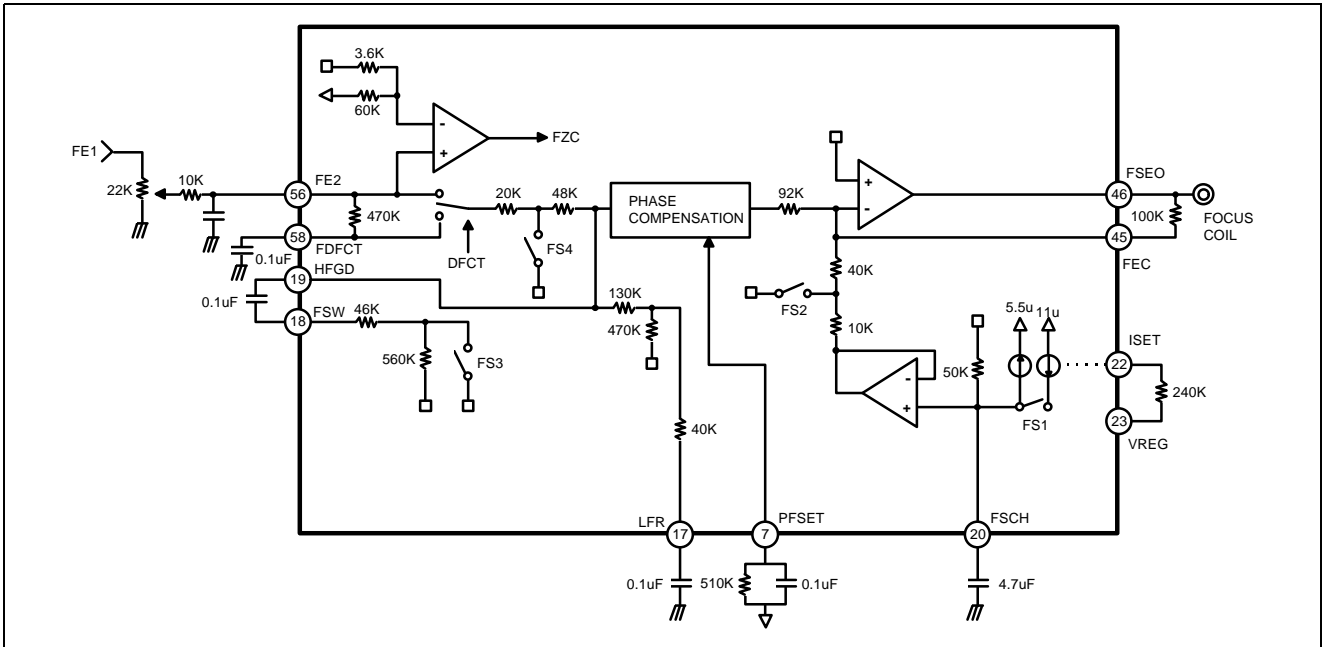 3.6K
60K
-
+
FZC
FE1
22K
10K
56
FE2
470K
58
FDFCT
0.1uF
DFCT
20K
48K
FS4
19
HFGD
0.1uF
18
FSW
46K
560K
FS3
130K
470K
40K
PHASE
COMPENSATION
92K
+
-
FSEO
46
100K
FOCUS
COIL
45
FEC
40K
FS2
10K
-
+
50K
5.5u
11u
FS1
ISET
22
240K
23
VREG
LFR
17
0.1uF
PFSET
7
510K
0.1uF
FSCH
20
4.7uF